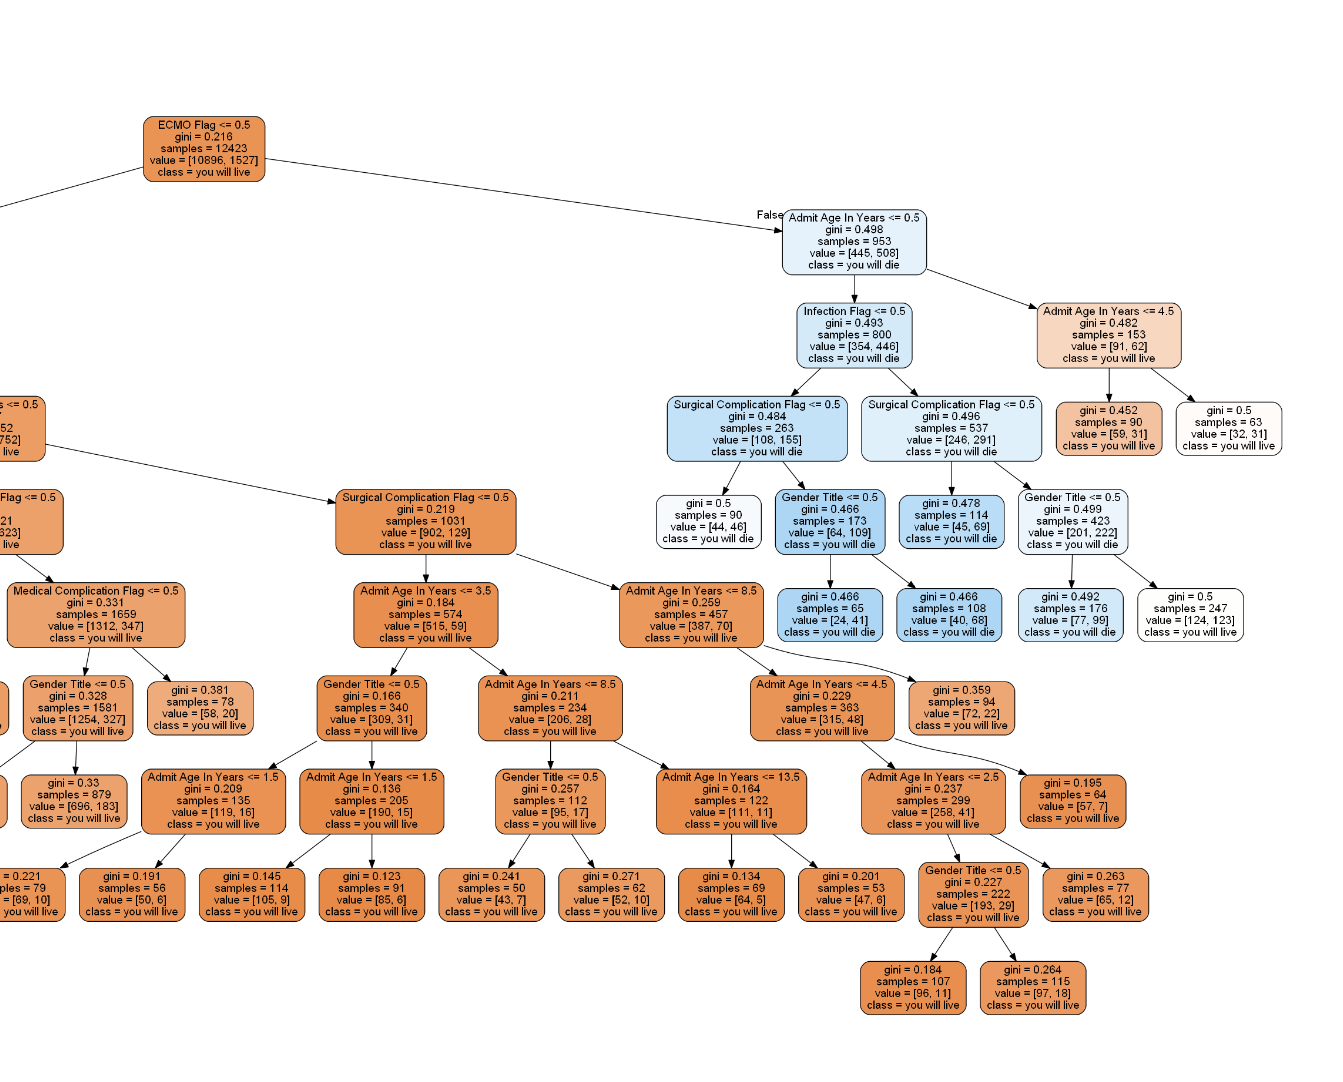 ECMO Flag <= 0.5
gini = 0.216
samples = 12423
value = [10896, 1527]
class = you will live
False
Admit Age In Years <= 0.5
gini = 0.498
samples = 953
value = [445, 508]
class = you will die
Infection Flag <= 0.5
gini = 0.493
samples = 800
value = [354, 446]
class = you will die
Admit Age In Years <= 4.5
gini = 0.482
samples = 153
value = [91, 62]
class = you will live
s <= 0.5
52
752]
live
Surgical Complication Flag <= 0.5
gini = 0.484
samples = 263
value = [108, 155]
class = you will die
Surgical Complication Flag <= 0.5
gini = 0.496
samples = 537
value = [246, 291]
class = you will die
gini = 0.452
samples = 90
value = [59, 31]
class = you will live
gini = 0.5
samples = 63
value = [32, 31]
class = you will live
Flag <= 0.5
21
623]
live
Surgical Complication Flag <= 0.5
gini = 0.219
samples = 1031
value = [902, 129]
class = you will live
gini = 0.5
samples = 90
value = [44, 46]
class = you will die
Gender Title <= 0.5
gini = 0.466
samples = 173
value = [64, 109]
class = you will die
gini = 0.478
samples = 114
value = [45, 69]
class = you will die
Gender Title <= 0.5
gini = 0.499
samples = 423
value = [201, 222]
class = you will die
Medical Complication Flag <= 0.5
gini = 0.331
samples = 1659
value = [1312, 347]
class = you will live
Admit Age In Years <= 3.5
gini = 0.184
samples = 574
value = [515, 59]
class = you will live
Admit Age In Years <= 8.5
gini = 0.259
samples = 457
value = [387, 70]
class = you will live
gini = 0.466
samples = 65
value = [24, 41]
class = you will die
gini = 0.466
samples = 108
value = [40, 68]
class = you will die
gini = 0.492
samples = 176
value = [77, 99]
class = you will die
gini = 0.5
samples = 247
value = [124, 123]
class = you will live
Gender Title <= 0.5
gini = 0.328
samples = 1581
value = [1254, 327]
class = you will live
gini = 0.381
samples = 78
value = [58, 20]
class = you will live
Gender Title <= 0.5
gini = 0.166
samples = 340
value = [309, 31]
class = you will live
Admit Age In Years <= 8.5
gini = 0.211
samples = 234
value = [206, 28]
class = you will live
Admit Age In Years <= 4.5
gini = 0.229
samples = 363
value = [315, 48]
class = you will live
gini = 0.359
samples = 94
value = [72, 22]
class = you will live
gini = 0.33
samples = 879
value = [696, 183]
class = you will live
Admit Age In Years <= 1.5
gini = 0.209
samples = 135
value = [119, 16]
class = you will live
Admit Age In Years <= 1.5
gini = 0.136
samples = 205
value = [190, 15]
class = you will live
Gender Title <= 0.5
gini = 0.257
samples = 112
value = [95, 17]
class = you will live
Admit Age In Years <= 13.5
gini = 0.164
samples = 122
value = [111, 11]
class = you will live
Admit Age In Years <= 2.5
gini = 0.237
samples = 299
value = [258, 41]
class = you will live
gini = 0.195
samples = 64
value = [57, 7]
class = you will live
= 0.221
ples = 79
= [69, 10]
you will live
gini = 0.191
samples = 56
value = [50, 6]
class = you will live
gini = 0.145
samples = 114
value = [105, 9]
class = you will live
gini = 0.123
samples = 91
value = [85, 6]
class = you will live
gini = 0.241
samples = 50
value = [43, 7]
class = you will live
gini = 0.271
samples = 62
value = [52, 10]
class = you will live
gini = 0.134
samples = 69
value = [64, 5]
class = you will live
gini = 0.201
samples = 53
value = [47, 6]
class = you will live
Gender Title <= 0.5
gini = 0.227
samples = 222
value = [193, 29]
class = you will live
gini = 0.263
samples = 77
value = [65, 12]
class = you will live
gini = 0.184
samples = 107
value = [96, 11]
class = you will live
gini = 0.264
samples = 115
value = [97, 18]
class = you will live